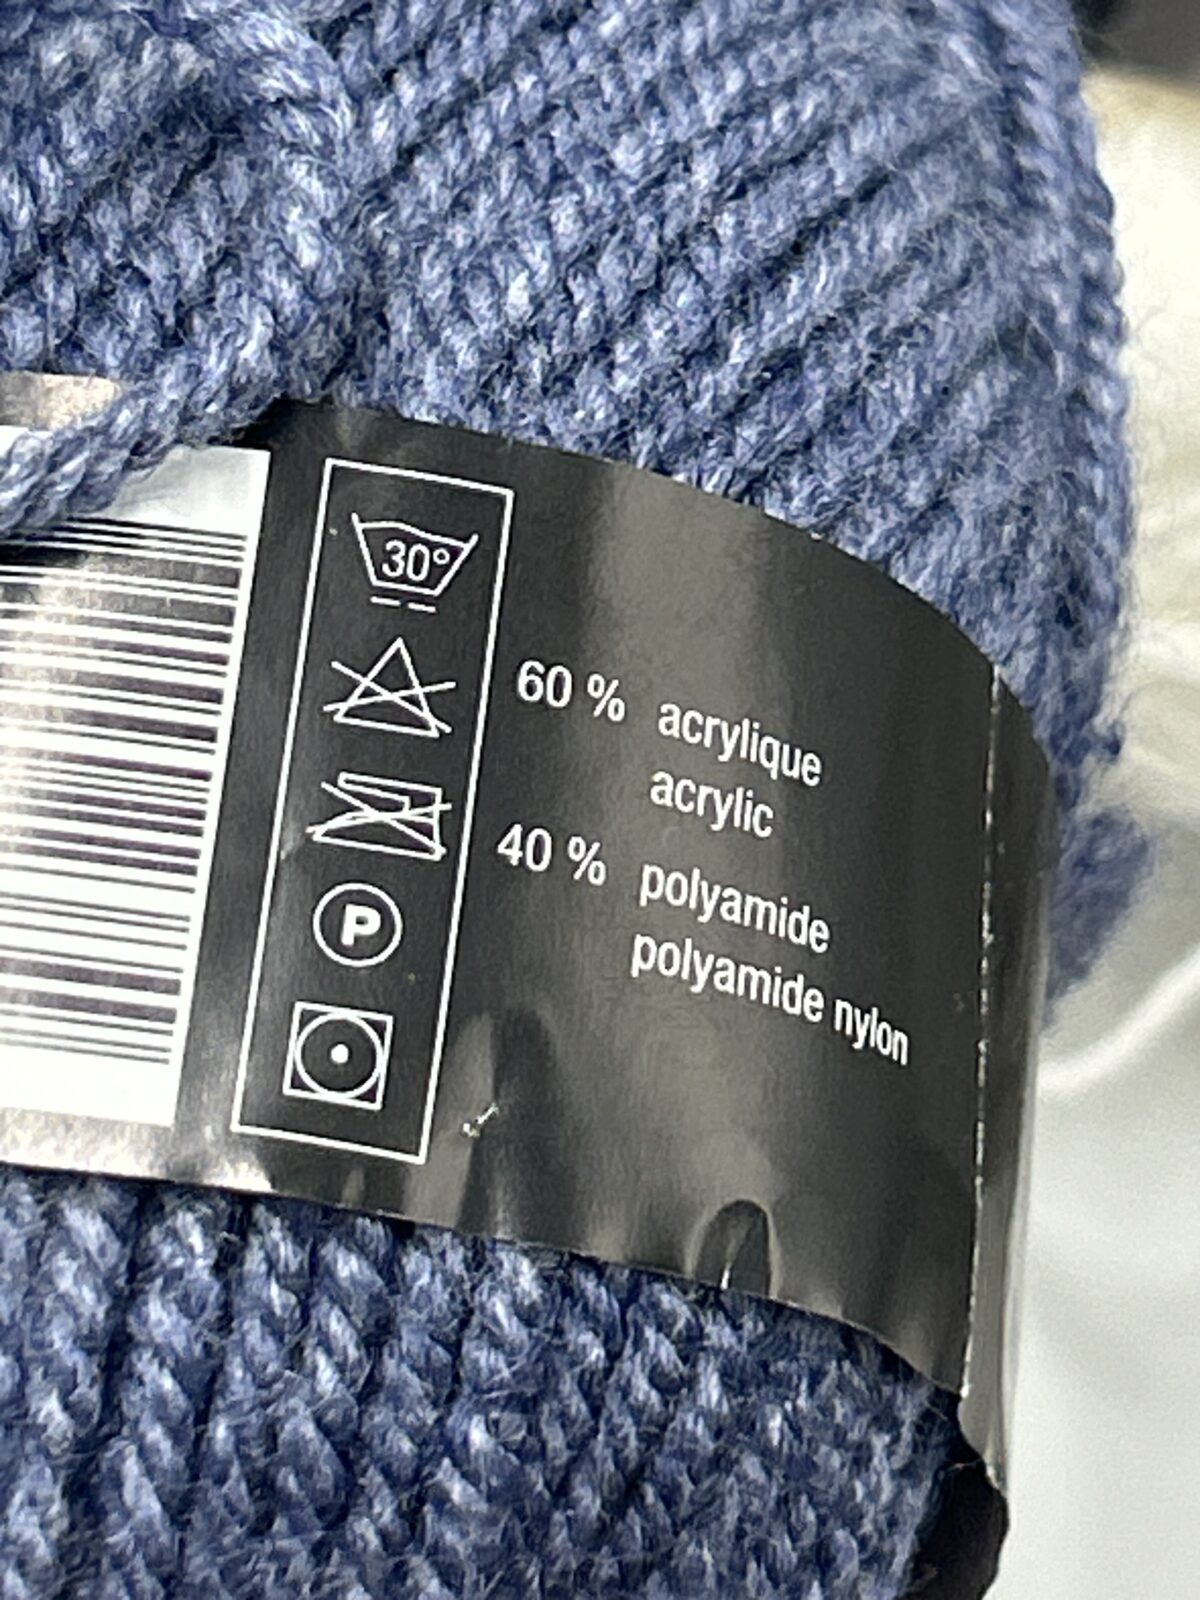 30°
P
60 % acrylique
acrylic
40 % polyamide
polyamide nylon